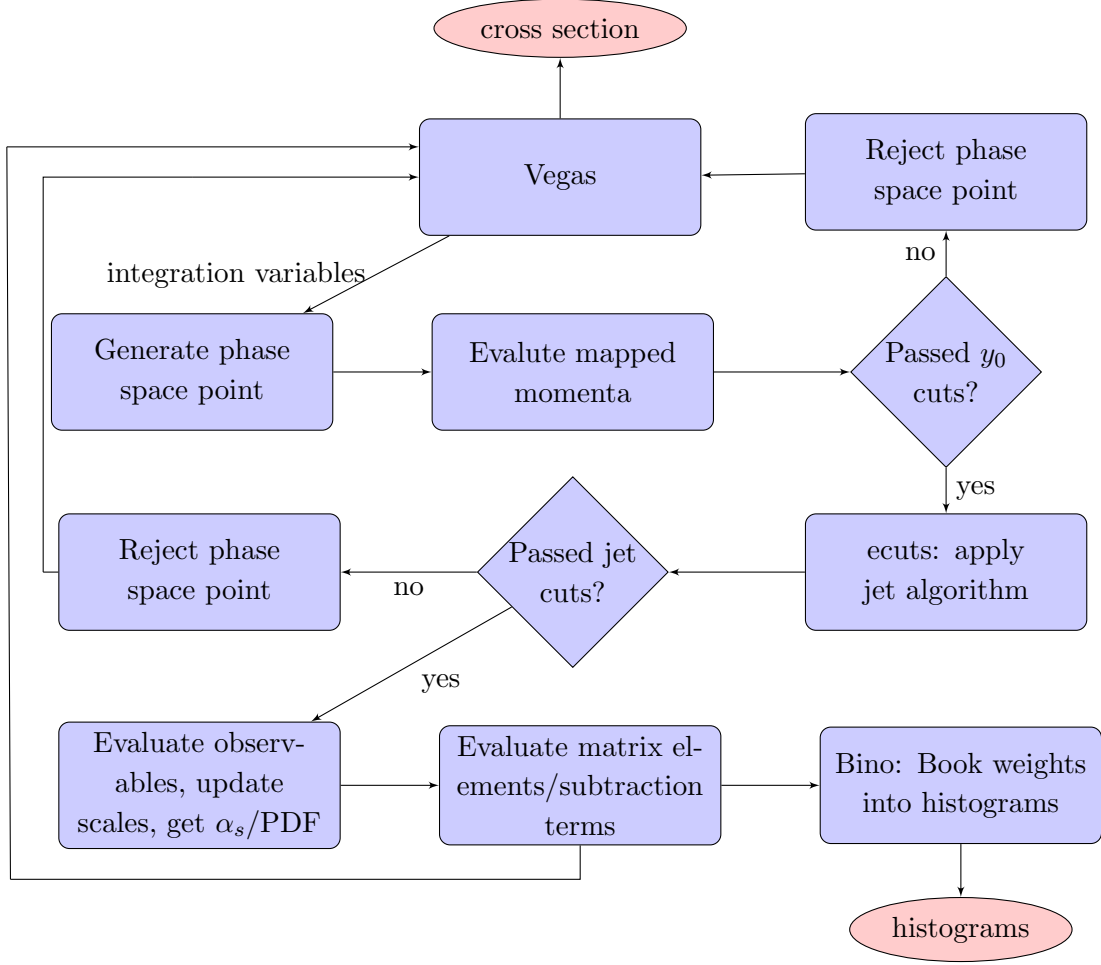 cross section
Vegas
Reject phase
space point
integration variables
no
Generate phase
space point
Evalute mapped
momenta
Passed y₀
cuts?
yes
Reject phase
space point
no
Passed jet
cuts?
ecuts: apply
jet algorithm
yes
Evaluate observ-
ables, update
scales, get αₛ/PDF
Evaluate matrix el-
ements/subtraction
terms
Bino: Book weights
into histograms
histograms